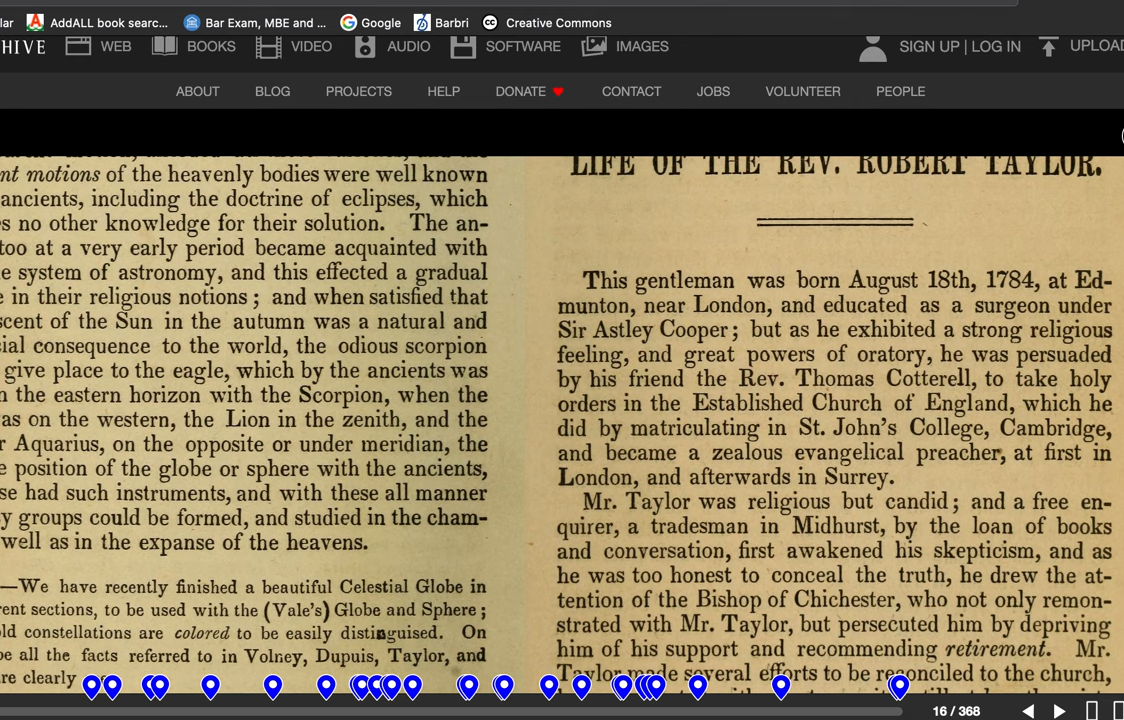 lar AddALL book searc... Bar Exam, MBE and ... Google Barbri Creative Commons
HIVE WEB BOOKS VIDEO AUDIO SOFTWARE IMAGES SIGN UP | LOG IN UPLOAD
ABOUT BLOG PROJECTS HELP DONATE CONTACT JOBS VOLUNTEER PEOPLE
nt motions of the heavenly bodies were well known
ancients, including the doctrine of eclipses, which
s no other knowledge for their solution. The an-
too at a very early period became acquainted with
e system of astronomy, and this effected a gradual
e in their religious notions; and when satisfied that
scent of the Sun in the autumn was a natural and
ial consequence to the world, the odious scorpion
give place to the eagle, which by the ancients was
n the eastern horizon with the Scorpion, when the
as on the western, the Lion in the zenith, and the
r Aquarius, on the opposite or under meridian, the
e position of the globe or sphere with the ancients,
se had such instruments, and with these all manner
y groups could be formed, and studied in the cham-
well as in the expanse of the heavens.
—We have recently finished a beautiful Celestial Globe in
rent sections, to be used with the (Vale's) Globe and Sphere;
ld constellations are colored to be easily distinguised. On
be all the facts referred to in Volney, Dupuis, Taylor, and
re clearly
LIFE OF THE REV. ROBERT TAYLOR.
This gentleman was born August 18th, 1784, at Ed-
munton, near London, and educated as a surgeon under
Sir Astley Cooper; but as he exhibited a strong religious
feeling, and great powers of oratory, he was persuaded
by his friend the Rev. Thomas Cotterell, to take holy
orders in the Established Church of England, which he
did by matriculating in St. John's College, Cambridge,
and became a zealous evangelical preacher, at first in
London, and afterwards in Surrey.
Mr. Taylor was religious but candid; and a free en-
quirer, a tradesman in Midhurst, by the loan of books
and conversation, first awakened his skepticism, and as
he was too honest to conceal the truth, he drew the at-
tention of the Bishop of Chichester, who not only remon-
strated with Mr. Taylor, but persecuted him by depriving
him of his support and recommending retirement. Mr.
Taylor made several efforts to be reconciled to the church,
16 / 368